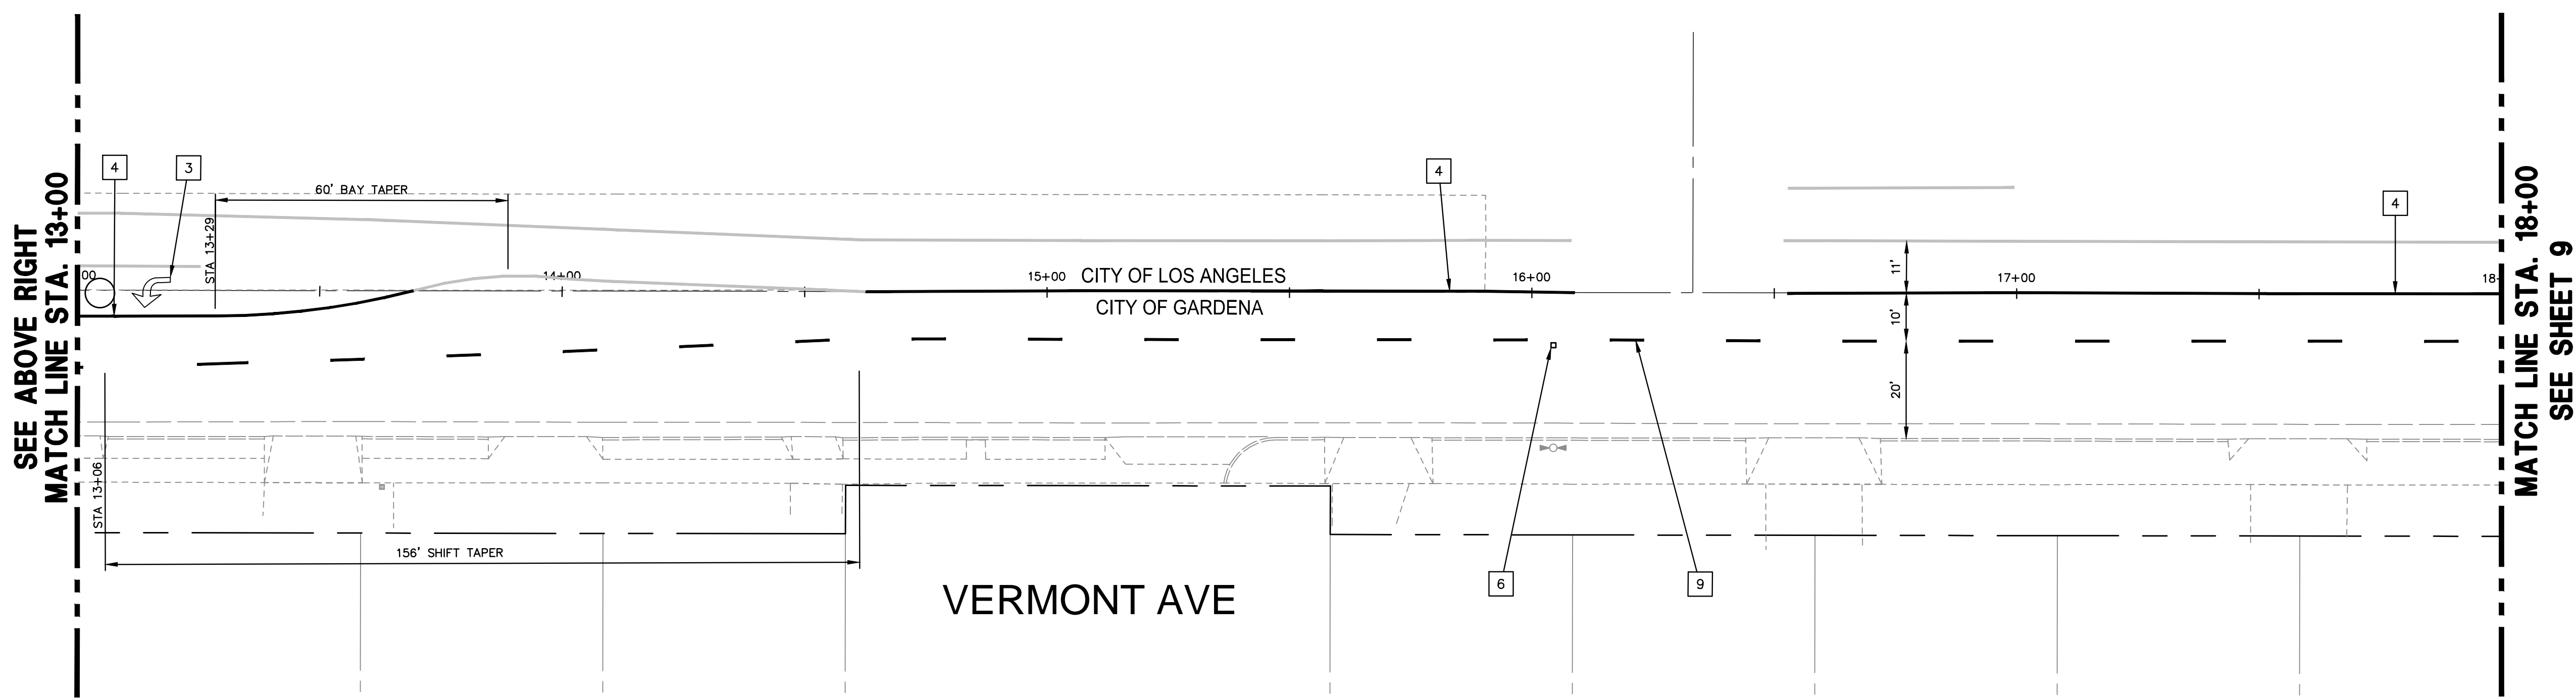 SEE ABOVE RIGHT
MATCH LINE STA. 13+00
4
3
60' BAY TAPER
STA 13+29
00
14+00
15+00
CITY OF LOS ANGELES
CITY OF GARDENA
4
16+00
11'
10'
20'
17+00
4
18+
STA 13+06
156' SHIFT TAPER
VERMONT AVE
6
9
MATCH LINE STA. 18+00
SEE SHEET 9